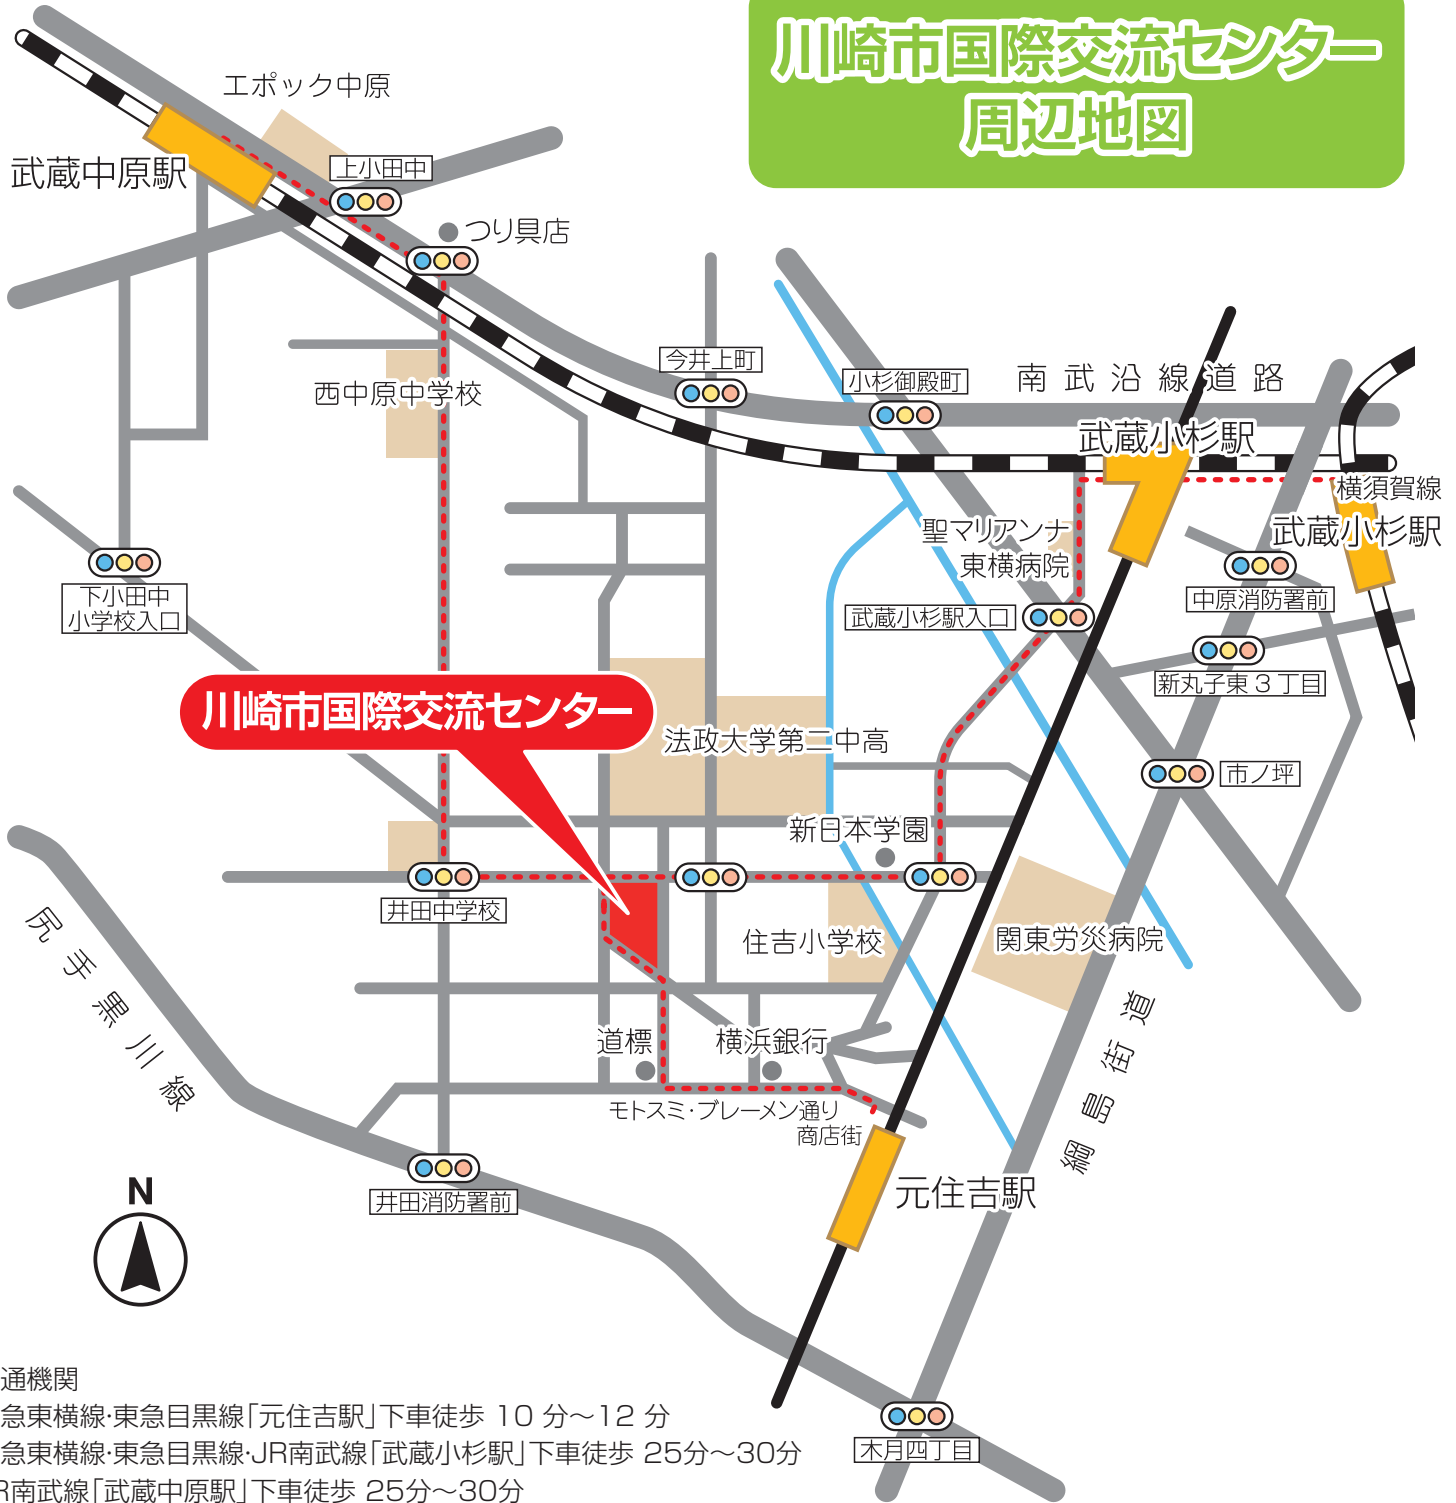 川崎市国際交流センター
周辺地図
エポック中原
武蔵中原駅
上小田中
つり具店
西中原中学校
今井上町
小杉御殿町
南武沿線道路
武蔵小杉駅
横須賀線
武蔵小杉駅
聖マリアンナ
東横病院
武蔵小杉駅入口
中原消防署前
新丸子東3丁目
下小田中
小学校入口
川崎市国際交流センター
法政大学第二中高
市ノ坪
新日本学園
井田中学校
住吉小学校
関東労災病院
尻手黒川線
道標
横浜銀行
綱島街道
モトスミ・ブレーメン通り
商店街
元住吉駅
井田消防署前
N
木月四丁目
通機関
急東横線・東急目黒線「元住吉駅」下車徒歩 10 分〜12 分
急東横線・東急目黒線・JR南武線「武蔵小杉駅」下車徒歩 25分〜30分
R南武線「武蔵中原駅」下車徒歩 25分〜30分